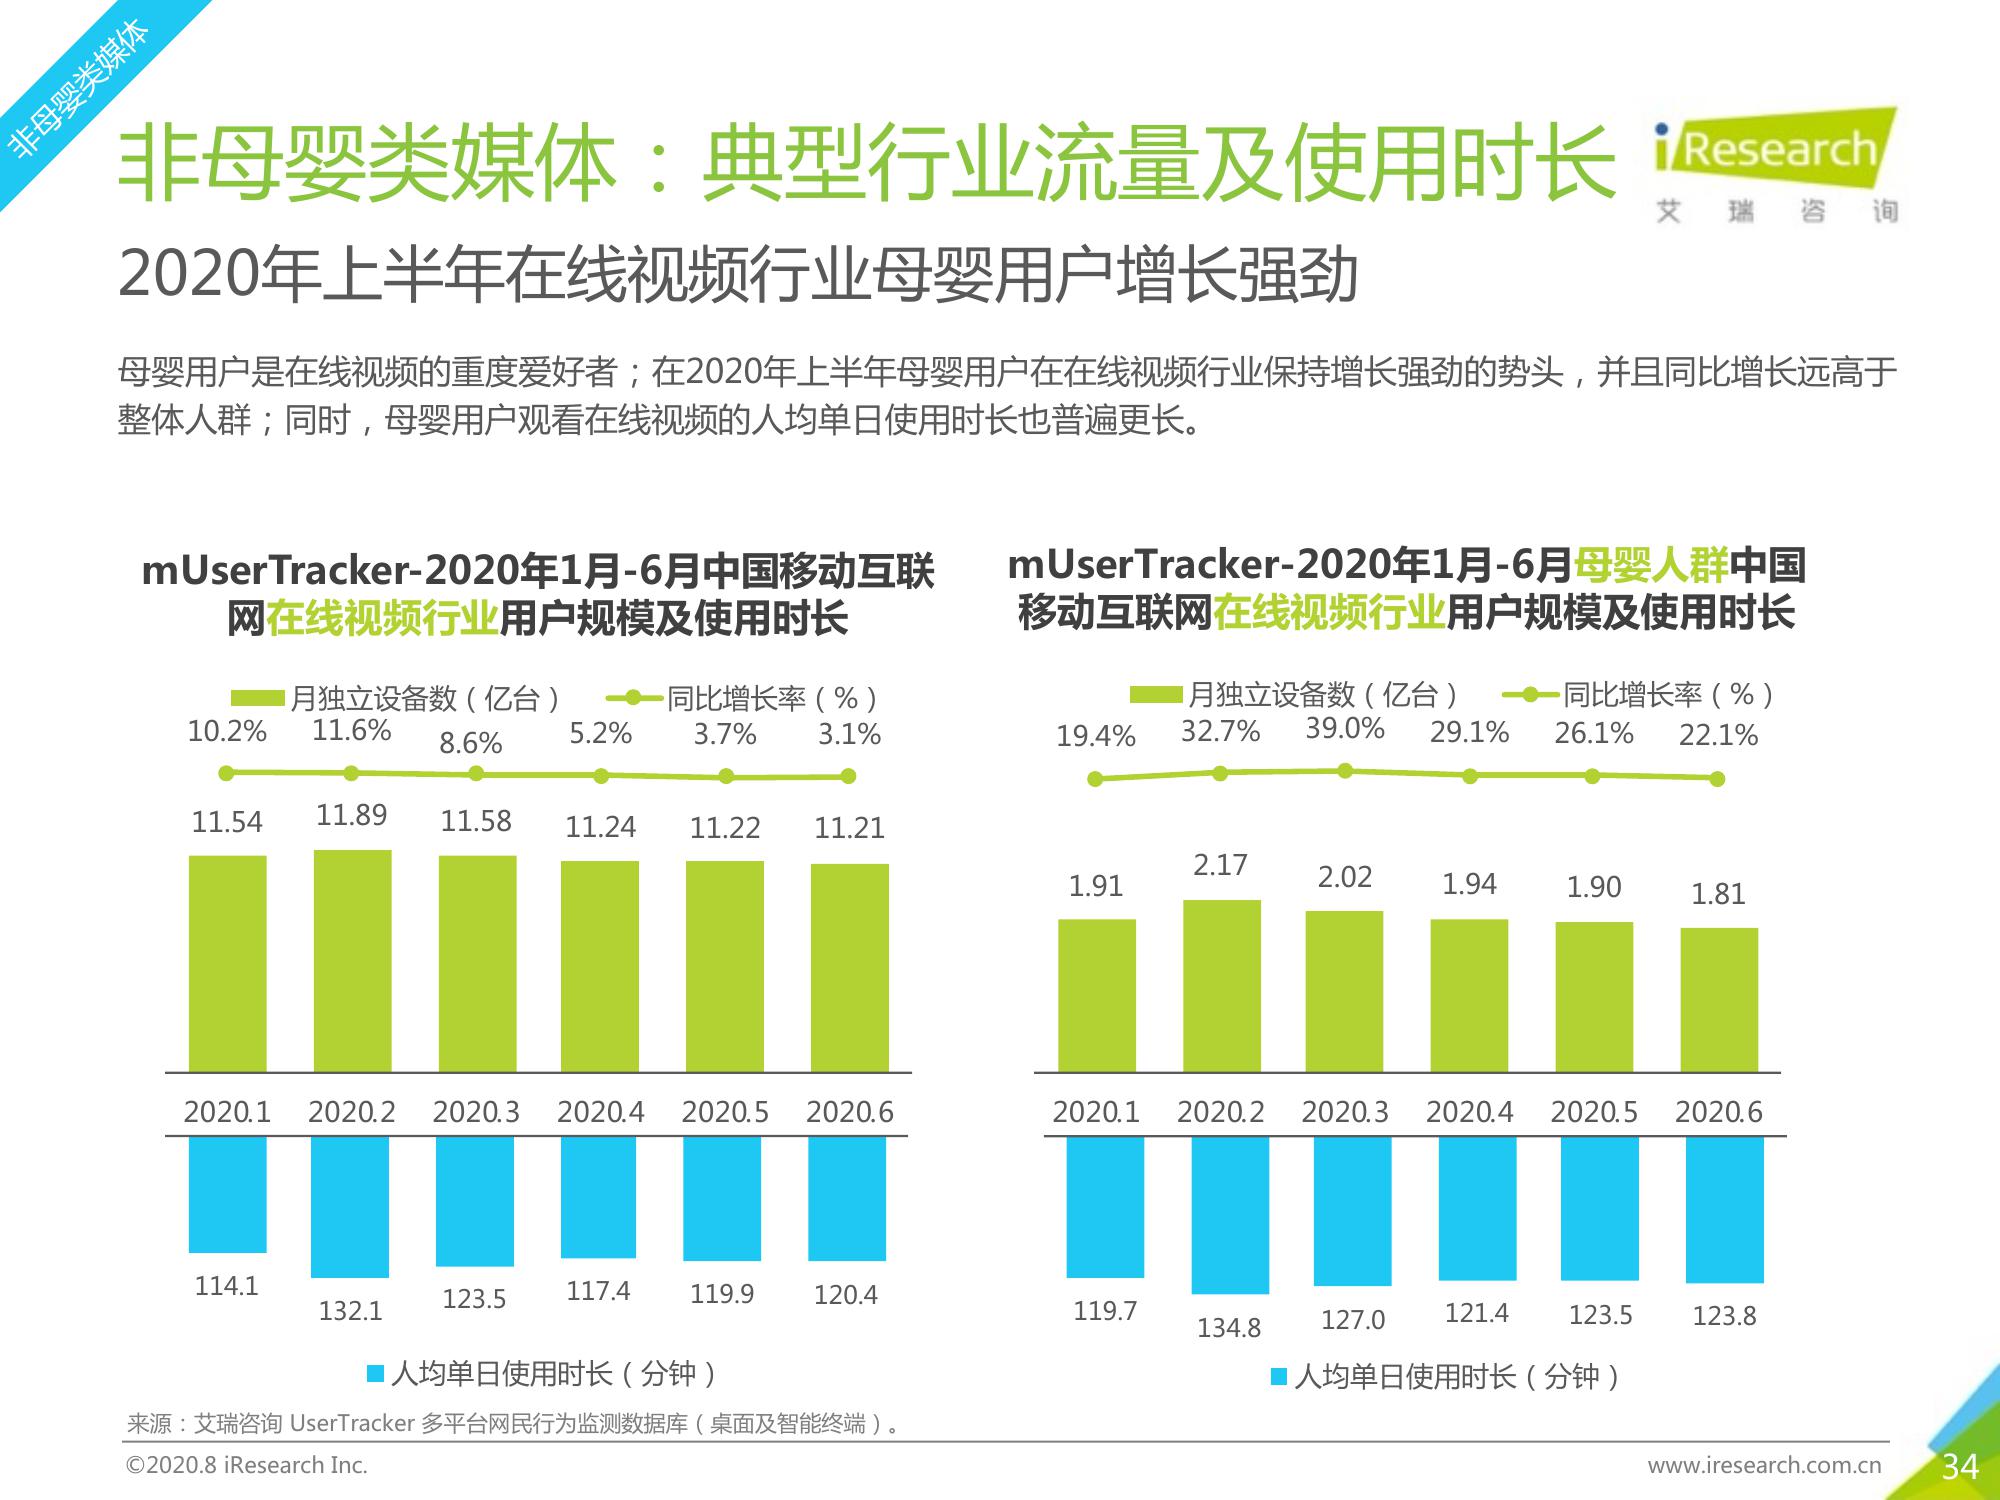 非母婴类媒体
非母婴类媒体：典型行业流量及使用时长
iResearch
艾瑞咨询
2020年上半年在线视频行业母婴用户增长强劲
母婴用户是在线视频的重度爱好者；在2020年上半年母婴用户在在线视频行业保持增长强劲的势头，并且同比增长远高于
整体人群；同时，母婴用户观看在线视频的人均单日使用时长也普遍更长。
mUserTracker-2020年1月-6月中国移动互联
网在线视频行业用户规模及使用时长
月独立设备数（亿台） 同比增长率（%）
10.2% 11.6% 8.6% 5.2% 3.7% 3.1%
11.54 11.89 11.58 11.24 11.22 11.21
2020.1 2020.2 2020.3 2020.4 2020.5 2020.6
114.1 132.1 123.5 117.4 119.9 120.4
人均单日使用时长（分钟）
mUserTracker-2020年1月-6月母婴人群中国
移动互联网在线视频行业用户规模及使用时长
月独立设备数（亿台） 同比增长率（%）
19.4% 32.7% 39.0% 29.1% 26.1% 22.1%
1.91 2.17 2.02 1.94 1.90 1.81
2020.1 2020.2 2020.3 2020.4 2020.5 2020.6
119.7 134.8 127.0 121.4 123.5 123.8
人均单日使用时长（分钟）
来源：艾瑞咨询 UserTracker 多平台网民行为监测数据库（桌面及智能终端）。
©2020.8 iResearch Inc.
www.iresearch.com.cn
34